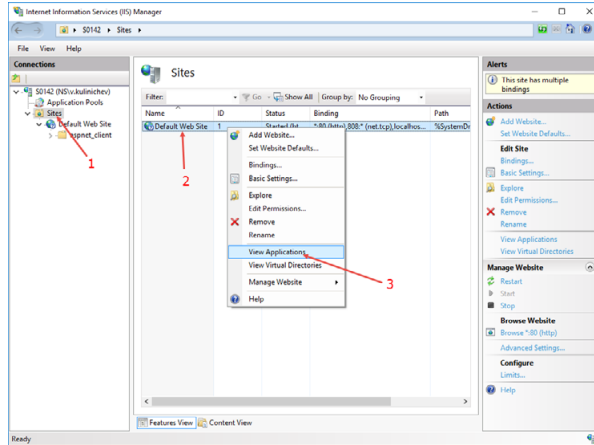 Internet Information Services (IIS) Manager
S0142 ▸ Sites ▸
File View Help
Connections
S0142 (NS\v.kulinichev)
Application Pools
Sites
Default Web Site
aspnet_client
1
Sites
Filter: Go Show All Group by: No Grouping
Name ID Status Binding Path
Default Web Site 1 Started (ht *:80 (http),808:* (net.tcp),localhos... %SystemDr
2
Add Website...
Set Website Defaults...
Bindings...
Basic Settings...
Explore
Edit Permissions...
Remove
Rename
View Applications
View Virtual Directories
Manage Website
Help
3
Features View Content View
Alerts
This site has multiple
bindings
Actions
Add Website...
Set Website Defaults...
Edit Site
Bindings...
Basic Settings...
Explore
Edit Permissions...
Remove
Rename
View Applications
View Virtual Directories
Manage Website
Restart
Start
Stop
Browse Website
Browse *:80 (http)
Advanced Settings...
Configure
Limits...
Help
Ready